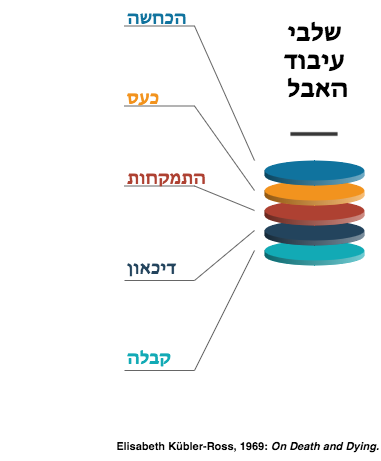 שלבי
עיבוד
האבל
הכחשה
כעס
התמקחות
דיכאון
קבלה
Elisabeth Kübler-Ross, 1969: On Death and Dying.